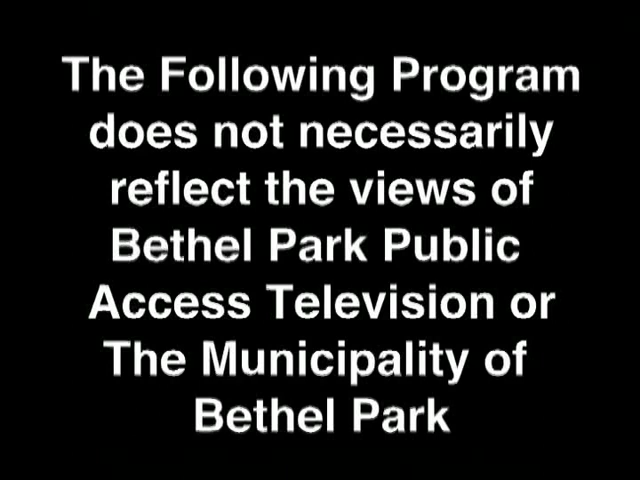 The Following Program
does not necessarily
reflect the views of
Bethel Park Public
Access Television or
The Municipality of
Bethel Park